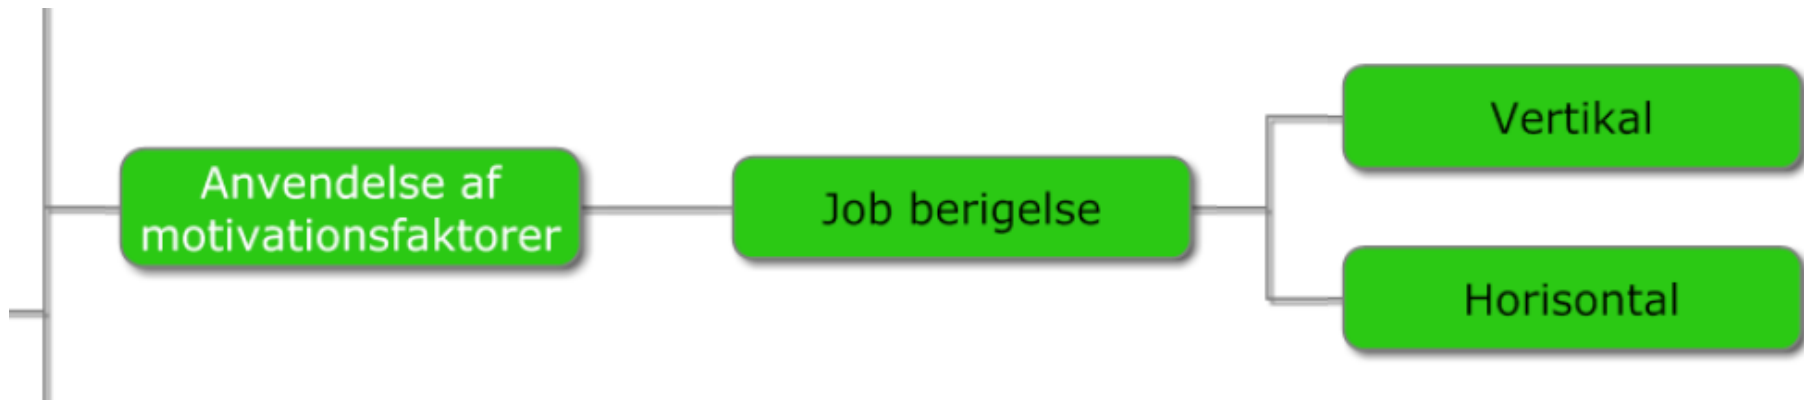 Anvendelse af
motivationsfaktorer
Job berigelse
Vertikal
Horisontal